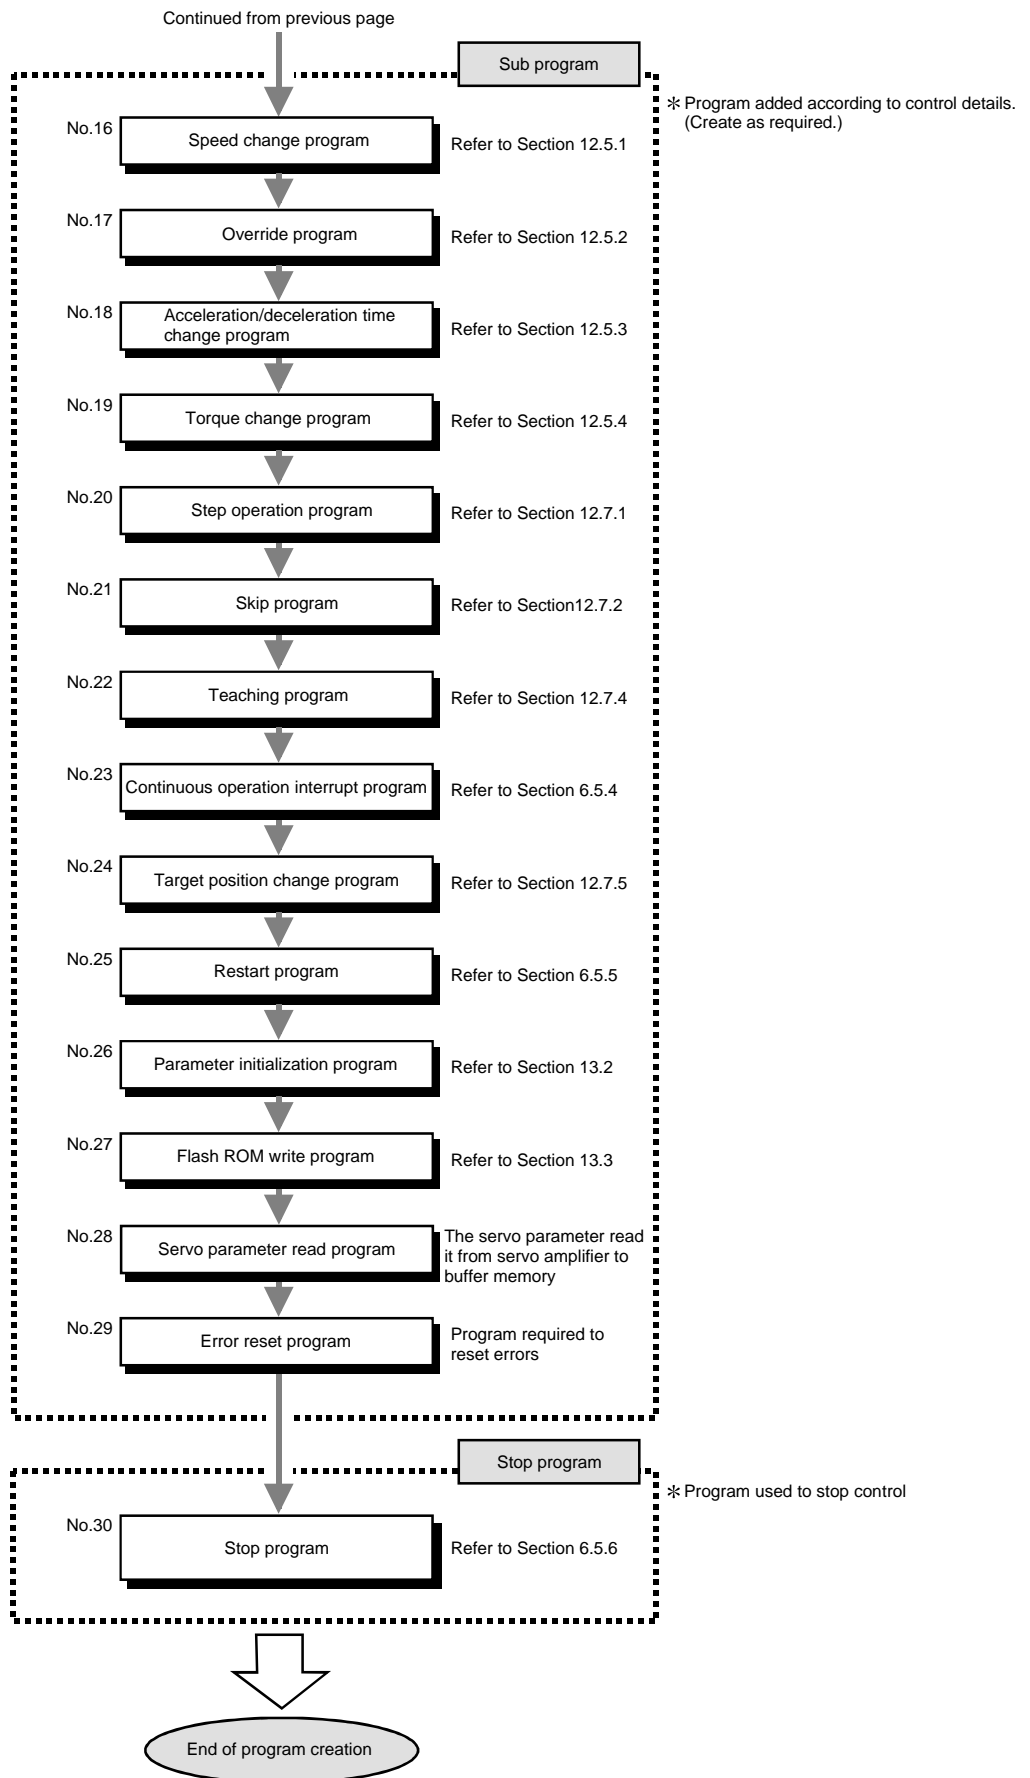 Continued from previous page
Sub program
* Program added according to control details.
(Create as required.)
No.16
Speed change program
Refer to Section 12.5.1
No.17
Override program
Refer to Section 12.5.2
No.18
Acceleration/deceleration time
change program
Refer to Section 12.5.3
No.19
Torque change program
Refer to Section 12.5.4
No.20
Step operation program
Refer to Section 12.7.1
No.21
Skip program
Refer to Section12.7.2
No.22
Teaching program
Refer to Section 12.7.4
No.23
Continuous operation interrupt program
Refer to Section 6.5.4
No.24
Target position change program
Refer to Section 12.7.5
No.25
Restart program
Refer to Section 6.5.5
No.26
Parameter initialization program
Refer to Section 13.2
No.27
Flash ROM write program
Refer to Section 13.3
No.28
Servo parameter read program
The servo parameter read
it from servo amplifier to
buffer memory
No.29
Error reset program
Program required to
reset errors
Stop program
* Program used to stop control
No.30
Stop program
Refer to Section 6.5.6
End of program creation